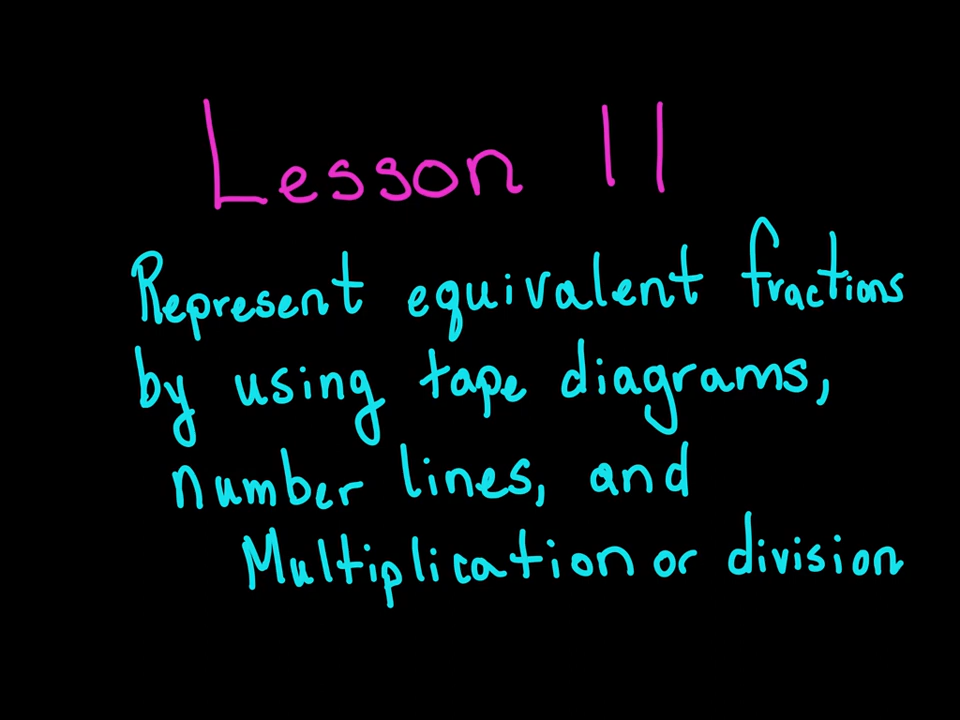 Lesson 11
Represent equivalent fractions
by using tape diagrams,
number lines, and
Multiplication or division